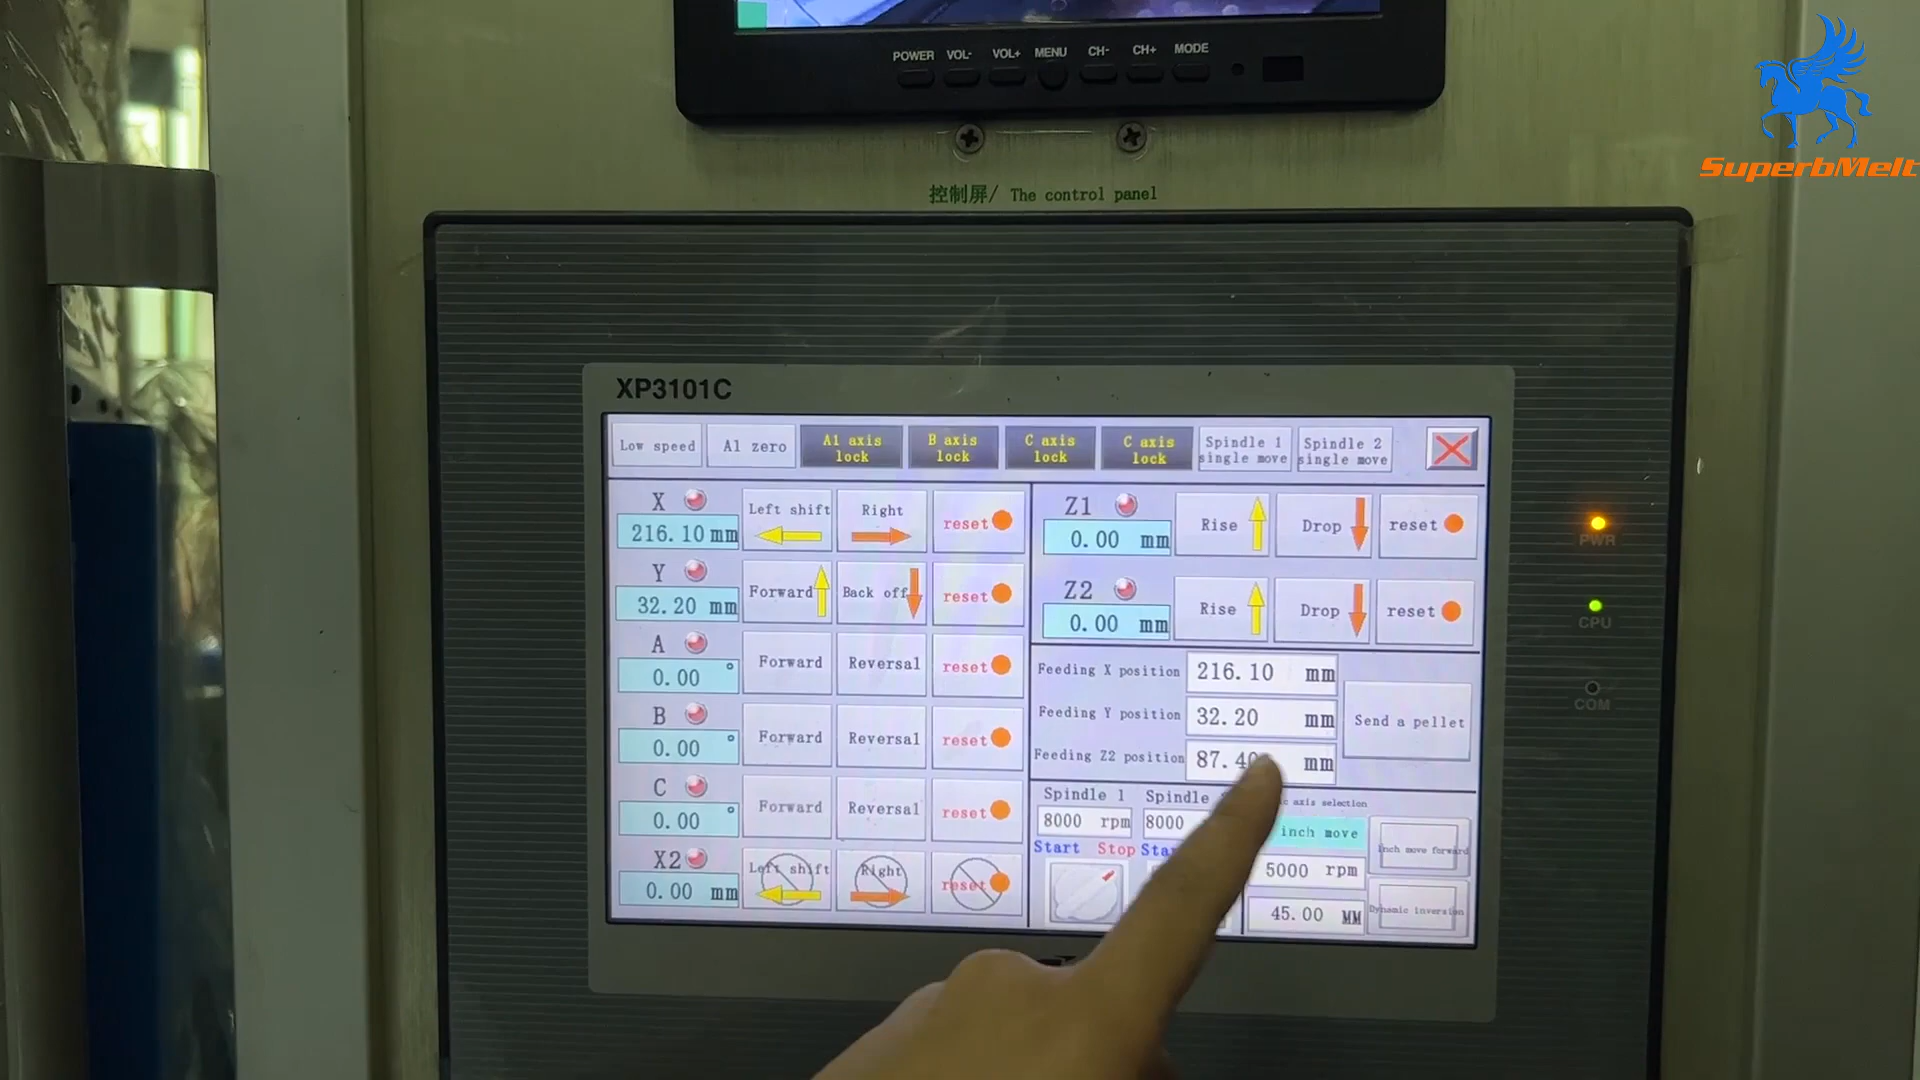 POWER VOL- VOL+ MENU CH- CH+ MODE
SuperbMelt
控制屏/ The control panel
XP3101C
Low speed
A1 zero
A1 axis
lock
B axis
lock
C axis
lock
C axis
lock
Spindle 1
single move
Spindle 2
single move
X
216.10 mm
Left shift
Right
reset
Y
32.20 mm
Forward
Back off
reset
A
0.00 °
Forward
Reversal
reset
B
0.00 °
Forward
Reversal
reset
C
0.00 °
Forward
Reversal
reset
X2
0.00 mm
Left shift
Right
reset
Z1
0.00 mm
Rise
Drop
reset
Z2
0.00 mm
Rise
Drop
reset
Feeding X position 216.10 mm
Feeding Y position 32.20 mm
Feeding Z2 position 87.40 mm
Send a pellet
Spindle 1
8000 rpm
Start Stop
Spindle
8000
axis selection
inch move
5000 rpm
45.00 MM
Inch move forward
Dynamic inversion
PWR
CPU
COM